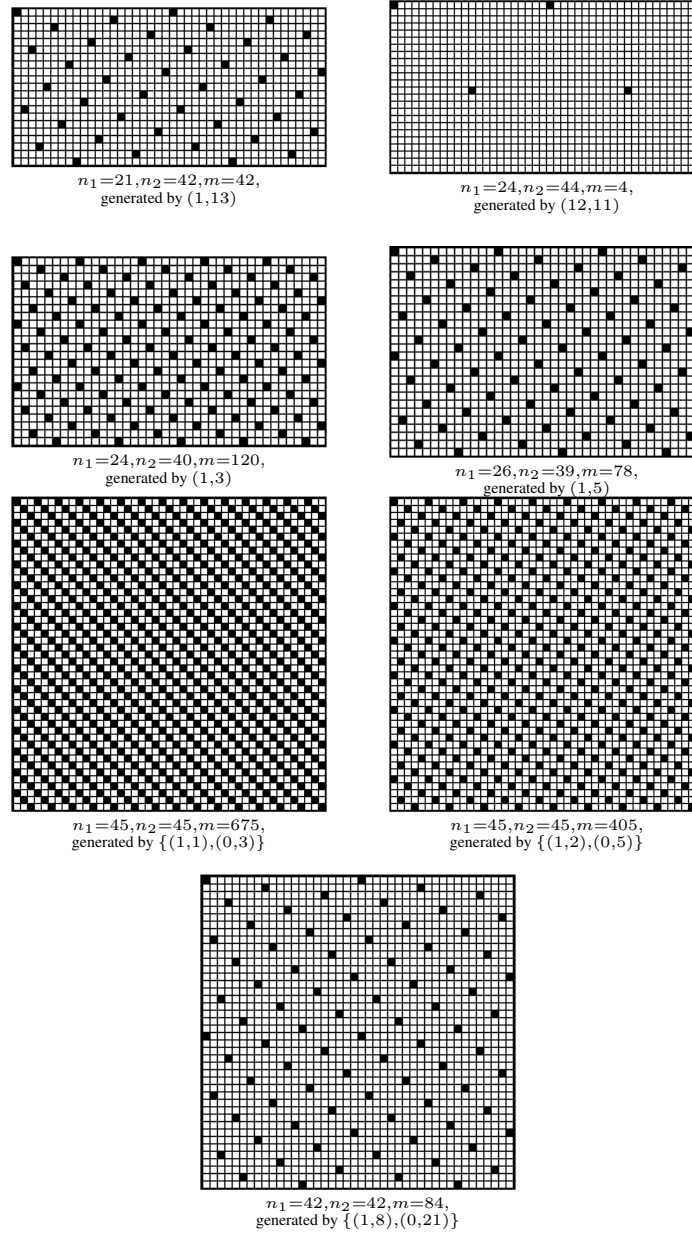 n₁=21,n₂=42,m=42,
generated by (1,13)
n₁=24,n₂=44,m=4,
generated by (12,11)
n₁=24,n₂=40,m=120,
generated by (1,3)
n₁=26,n₂=39,m=78,
generated by (1,5)
n₁=45,n₂=45,m=675,
generated by {(1,1),(0,3)}
n₁=45,n₂=45,m=405,
generated by {(1,2),(0,5)}
n₁=42,n₂=42,m=84,
generated by {(1,8),(0,21)}